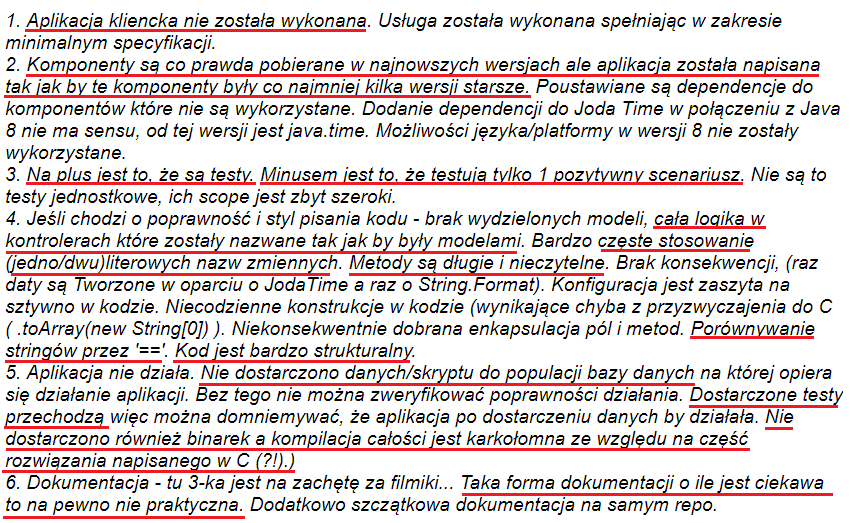 1. Aplikacja kliencka nie została wykonana. Usługa została wykonana spełniając w zakresie
minimalnym specyfikacji.
2. Komponenty są co prawda pobierane w najnowszych wersjach ale aplikacja została napisana
tak jak by te komponenty były co najmniej kilka wersji starsze. Poustawiane są dependencje do
komponentów które nie są wykorzystane. Dodanie dependencji do Joda Time w połączeniu z Java
8 nie ma sensu, od tej wersji jest java.time. Możliwości języka/platformy w wersji 8 nie zostały
wykorzystane.
3. Na plus jest to, że są testy. Minusem jest to, że testują tylko 1 pozytywny scenariusz. Nie są to
testy jednostkowe, ich scope jest zbyt szeroki.
4. Jeśli chodzi o poprawność i styl pisania kodu - brak wydzielonych modeli, cała logika w
kontrolerach które zostały nazwane tak jak by były modelami. Bardzo częste stosowanie
(jedno/dwu)literowych nazw zmiennych. Metody są długie i nieczytelne. Brak konsekwencji, (raz
daty są Tworzone w oparciu o JodaTime a raz o String.Format). Konfiguracja jest zaszyta na
sztywno w kodzie. Niecodzienne konstrukcje w kodzie (wynikające chyba z przyzwyczajenia do C
( .toArray(new String[0]) ). Niekonsekwentnie dobrana enkapsulacja pól i metod. Porównywanie
stringów przez '=='. Kod jest bardzo strukturalny.
5. Aplikacja nie działa. Nie dostarczono danych/skryptu do populacji bazy danych na której opiera
się działanie aplikacji. Bez tego nie można zweryfikować poprawności działania. Dostarczone testy
przechodzą więc można domniemywać, że aplikacja po dostarczeniu danych by działała. Nie
dostarczono również binarek a kompilacja całości jest karkołomna ze względu na część
rozwiązania napisanego w C (?!).)
6. Dokumentacja - tu 3-ka jest na zachętę za filmiki... Taka forma dokumentacji o ile jest ciekawa
to na pewno nie praktyczna. Dodatkowo szczątkowa dokumentacja na samym repo.